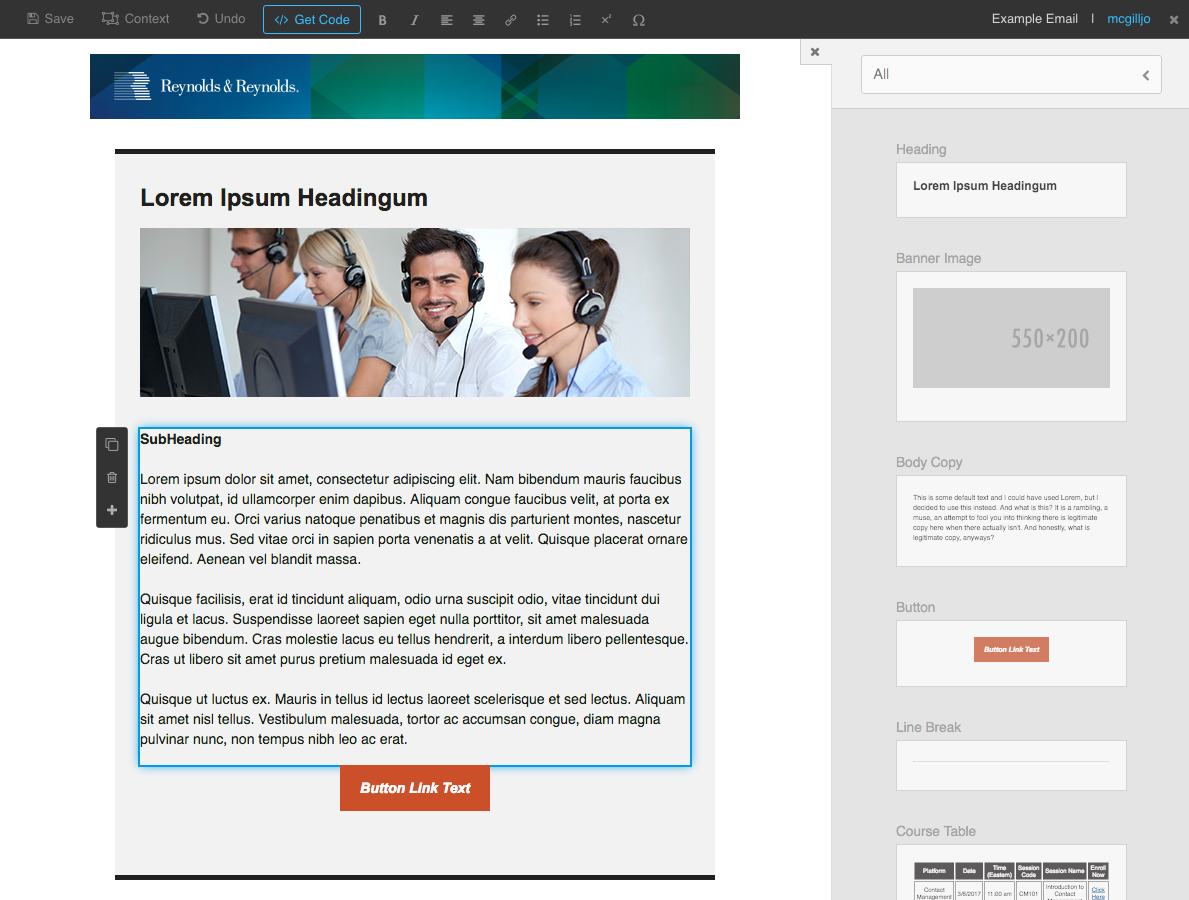 Save Context Undo </> Get Code B I x² Ω Example Email | mcgilljo
Reynolds & Reynolds.
Lorem Ipsum Headingum
SubHeading
Lorem ipsum dolor sit amet, consectetur adipiscing elit. Nam bibendum mauris faucibus
nibh volutpat, id ullamcorper enim dapibus. Aliquam congue faucibus velit, at porta ex
fermentum eu. Orci varius natoque penatibus et magnis dis parturient montes, nascetur
ridiculus mus. Sed vitae orci in sapien porta venenatis a at velit. Quisque placerat ornare
eleifend. Aenean vel blandit massa.
Quisque facilisis, erat id tincidunt aliquam, odio urna suscipit odio, vitae tincidunt dui
ligula et lacus. Suspendisse laoreet sapien eget nulla porttitor, sit amet malesuada
augue bibendum. Cras molestie lacus eu tellus hendrerit, a interdum libero pellentesque.
Cras ut libero sit amet purus pretium malesuada id eget ex.
Quisque ut luctus ex. Mauris in tellus id lectus laoreet scelerisque et sed lectus. Aliquam
sit amet nisl tellus. Vestibulum malesuada, tortor ac accumsan congue, diam magna
pulvinar nunc, non tempus nibh leo ac erat.
Button Link Text
All
Heading
Lorem Ipsum Headingum
Banner Image
550×200
Body Copy
This is some default text and I could have used Lorem, but I
decided to use this instead. And what is this? It is a rambling, a
muse, an attempt to fool you into thinking there is legitimate
copy here when there actually isn't. And honestly, what is
legitimate copy, anyways?
Button
Button Link Text
Line Break
Course Table
Platform Date Time (Eastern) Session Code Session Name Enroll Now
Contact Management 3/6/2017 11:00 am CM101 Introduction to Contact Click Here